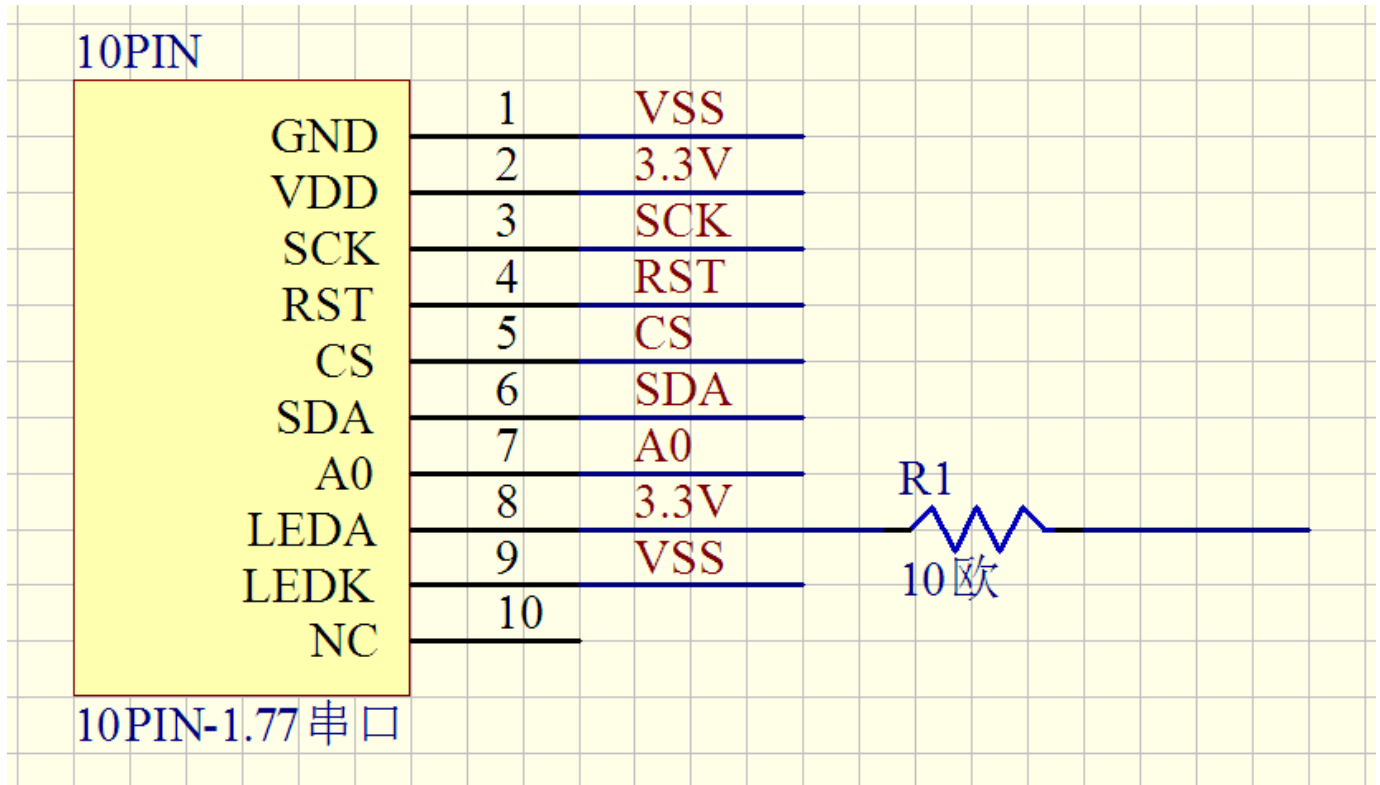 10PIN
GND 1 VSS
VDD 2 3.3V
SCK 3 SCK
RST 4 RST
CS 5 CS
SDA 6 SDA
A0 7 A0
LEDA 8 3.3V R1
LEDK 9 VSS 10欧
NC 10
10PIN-1.77串口